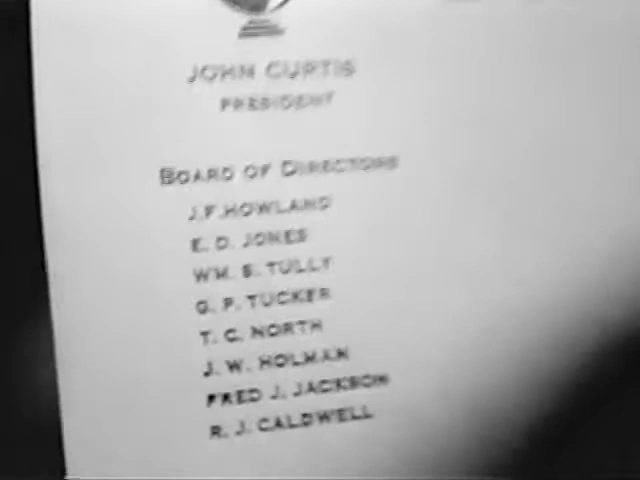 JOHN CURTIS
PRESIDENT
BOARD OF DIRECTORS
J.F. HOWLAND
E. D. JONES
WM. S. TULLY
G. P. TUCKER
T. C. NORTH
J. W. HOLMAN
FRED J. JACKSON
R. J. CALDWELL